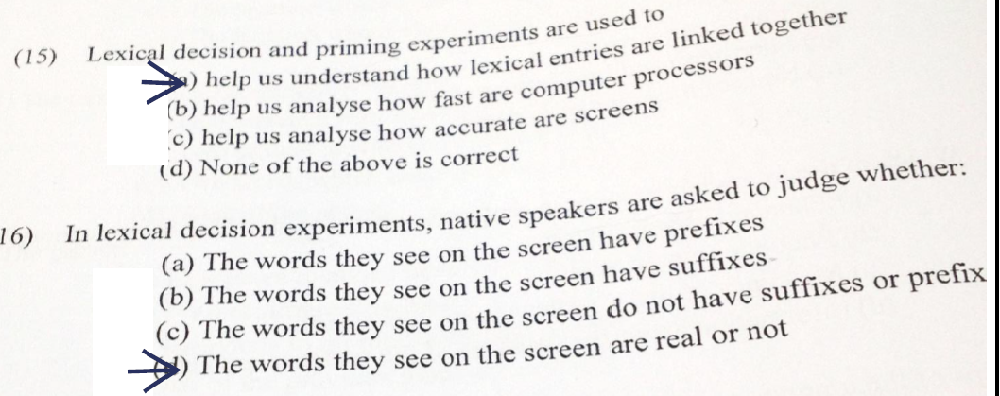 (15) Lexical decision and priming experiments are used to
(a) help us understand how lexical entries are linked together
(b) help us analyse how fast are computer processors
(c) help us analyse how accurate are screens
(d) None of the above is correct
16) In lexical decision experiments, native speakers are asked to judge whether:
(a) The words they see on the screen have prefixes
(b) The words they see on the screen have suffixes
(c) The words they see on the screen do not have suffixes or prefix
(d) The words they see on the screen are real or not